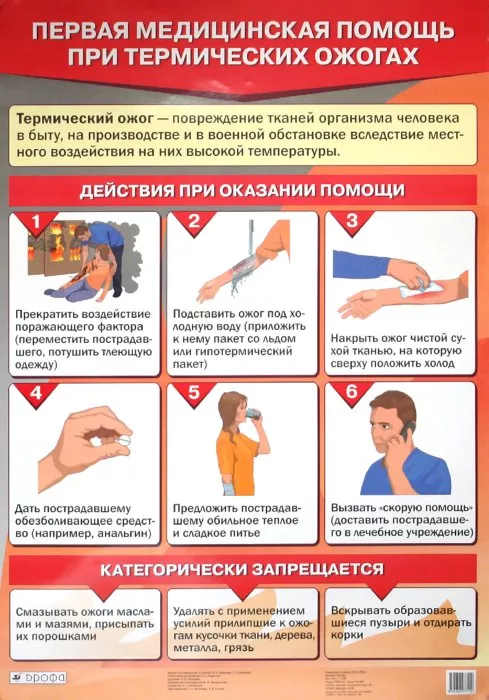 ПЕРВАЯ МЕДИЦИНСКАЯ ПОМОЩЬ
ПРИ ТЕРМИЧЕСКИХ ОЖОГАХ
Термический ожог — повреждение тканей организма человека
в быту, на производстве и в военной обстановке вследствие мест-
ного воздействия на них высокой температуры.
ДЕЙСТВИЯ ПРИ ОКАЗАНИИ ПОМОЩИ
1
Прекратить воздействие
поражающего фактора
(переместить пострадав-
шего, потушить тлеющую
одежду)
2
Подставить ожог под хо-
лодную воду (приложить
к нему пакет со льдом
или гипотермический
пакет)
3
Накрыть ожог чистой су-
хой тканью, на которую
сверху положить холод
4
Дать пострадавшему
обезболивающее средст-
во (например, анальгин)
5
Предложить пострадав-
шему обильное теплое
и сладкое питье
6
Вызвать «скорую помощь»
(доставить пострадавше-
го в лечебное учреждение)
КАТЕГОРИЧЕСКИ ЗАПРЕЩАЕТСЯ
Смазывать ожоги масла-
ми и мазями, присыпать
их порошками
Удалять с применением
усилий прилипшие к ожо-
гам кусочки ткани, дерева,
металла, грязь
Вскрывать образовав-
шиеся пузыри и отдирать
корки
ДРОФА